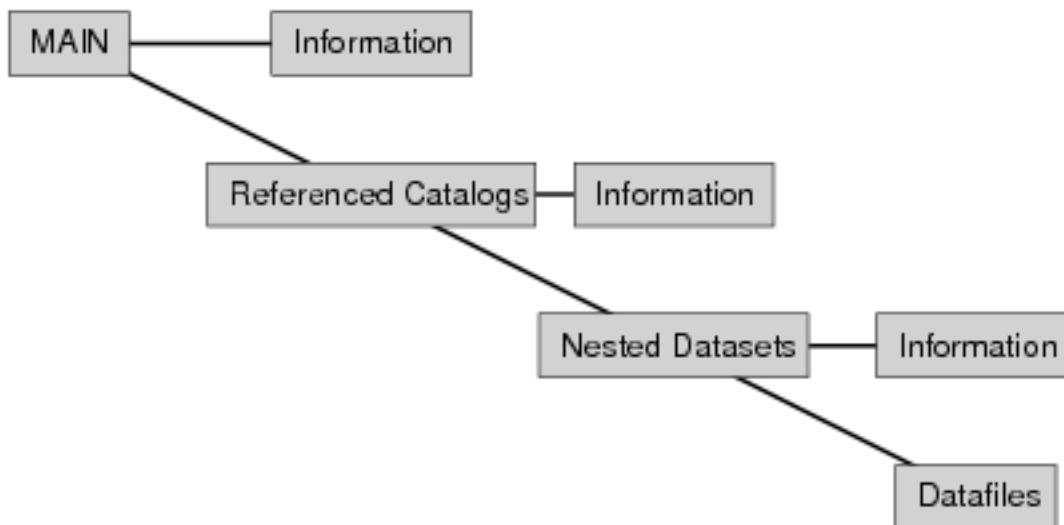 MAIN
Information
Referenced Catalogs
Information
Nested Datasets
Information
Datafiles